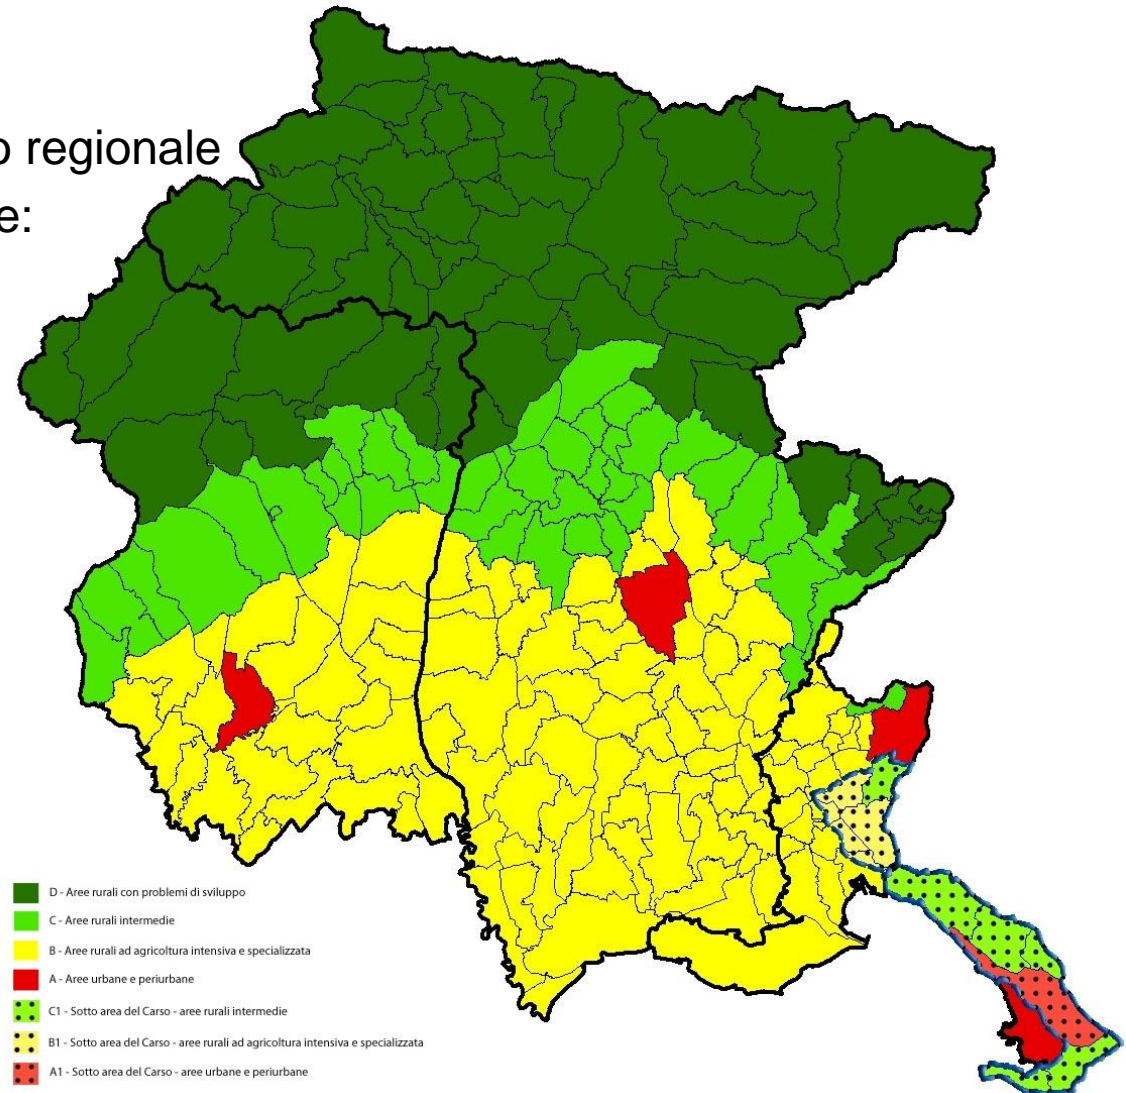 o regionale
e:
D - Aree rurali con problemi di sviluppo
C - Aree rurali intermedie
B - Aree rurali ad agricoltura intensiva e specializzata
A - Aree urbane e periurbane
C1 - Sotto area del Carso - aree rurali intermedie
B1 - Sotto area del Carso - aree rurali ad agricoltura intensiva e specializzata
A1 - Sotto area del Carso - aree urbane e periurbane